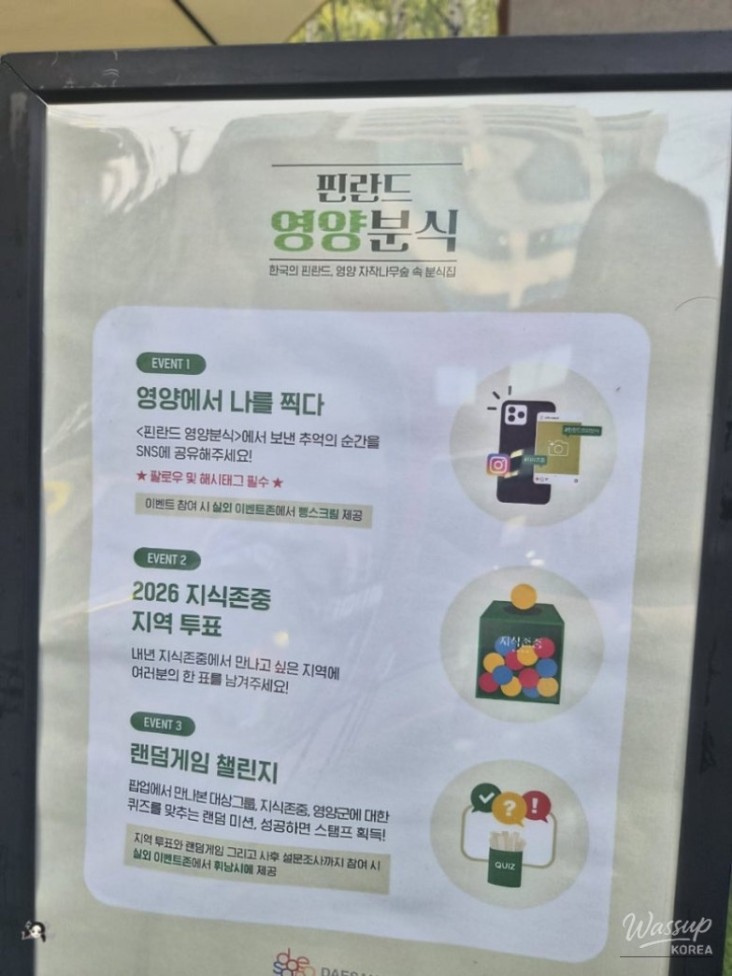 핀란드
영양분식
한국의 핀란드, 영양 자작나무숲 속 분식집
EVENT 1
영양에서 나를 찍다
<핀란드 영양분식>에서 보낸 추억의 순간을
SNS에 공유해주세요!
★ 팔로우 및 해시태그 필수 ★
이벤트 참여 시 실외 이벤트존에서 행스크림 제공
EVENT 2
2026 지식존중
지역 투표
내년 지식존중에서 만나고 싶은 지역에
여러분의 한 표를 남겨주세요!
지식존중
EVENT 3
랜덤게임 챌린지
팝업에서 만나본 대상그룹, 지식존중, 영양군에 대한
퀴즈를 맞추는 랜덤 미션, 성공하면 스탬프 획득!
지역 투표와 랜덤게임 그리고 사후 설문조사까지 참여 시
실외 이벤트존에서 휘낭시에 제공
QUIZ
Wassup
KOREA